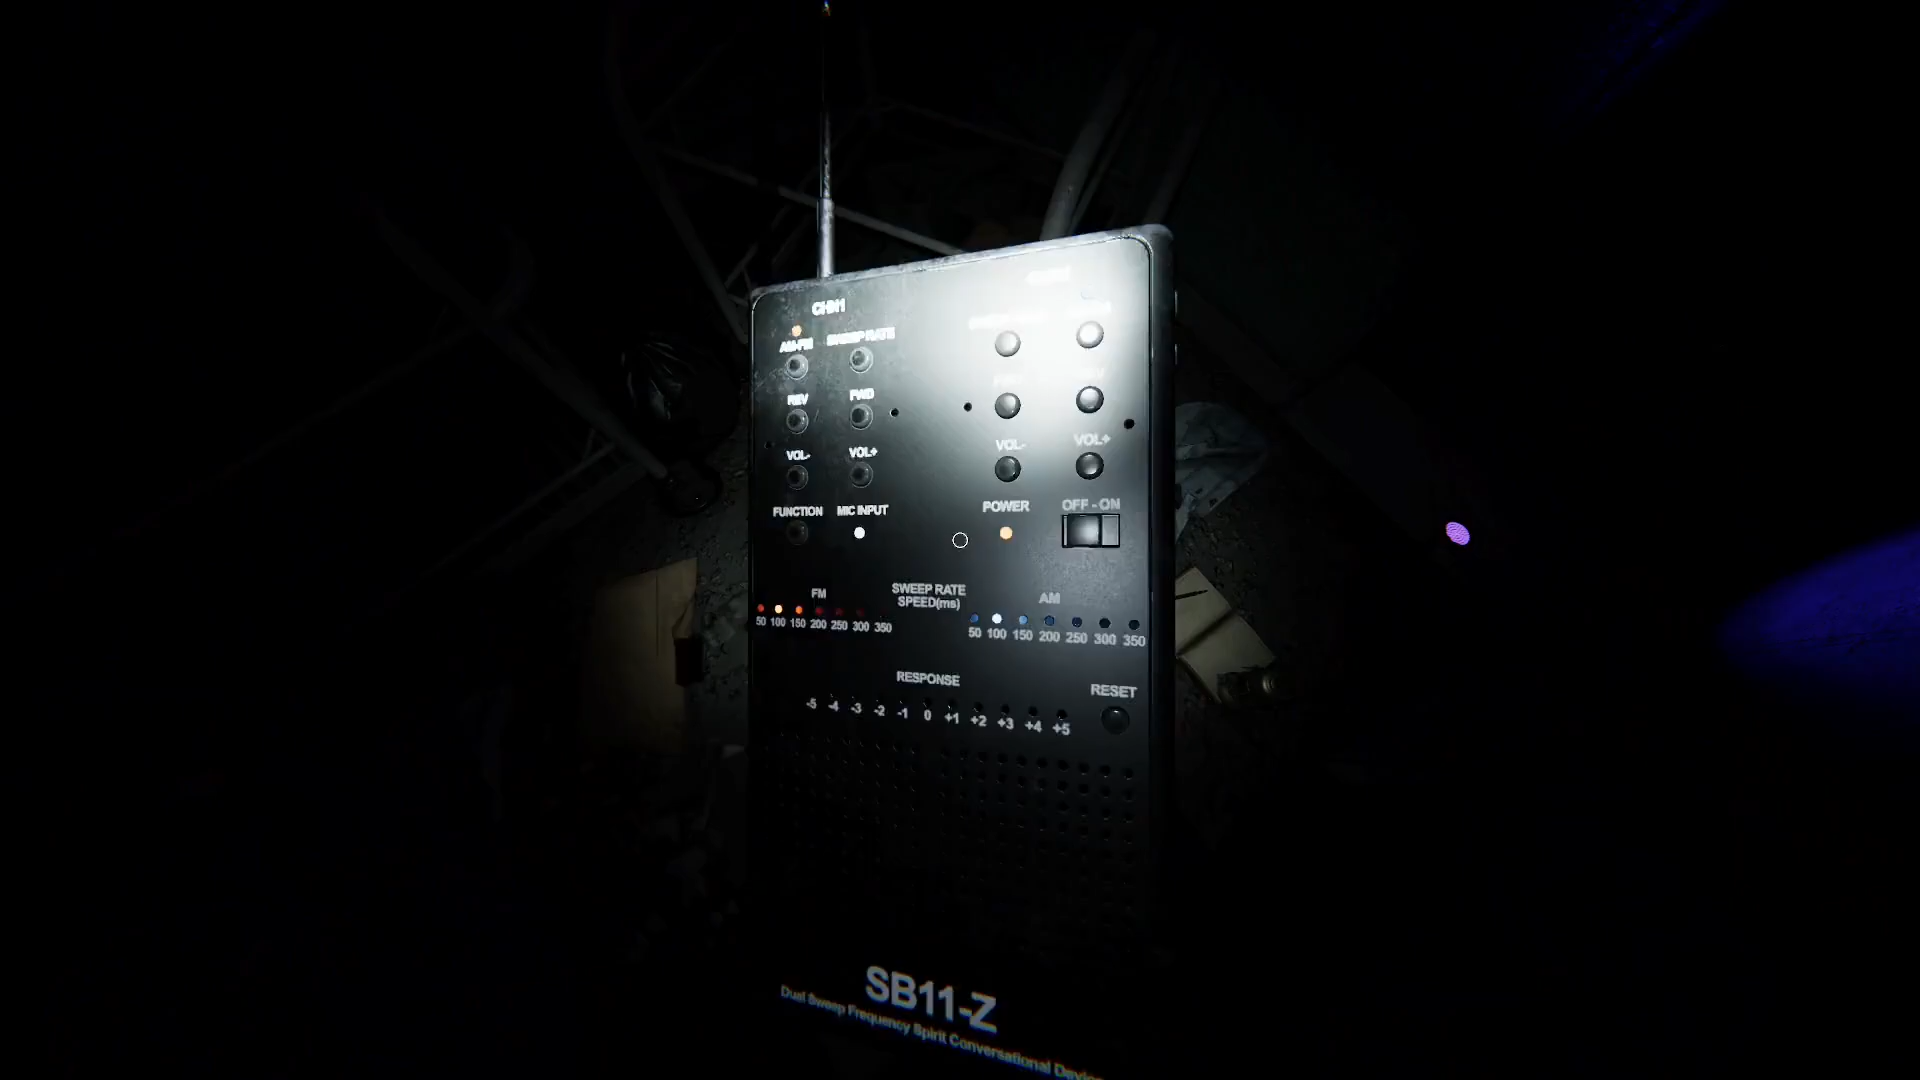 CHN1
AM-FM SWEEP RATE
REV FWD
VOL- VOL+ VOL- VOL+
FUNCTION MIC INPUT POWER OFF - ON
FM SWEEP RATE AM
SPEED(ms)
50 100 150 200 250 300 350 50 100 150 200 250 300 350
RESPONSE RESET
-5 -4 -3 -2 -1 0 +1 +2 +3 +4 +5
SB11-Z
Dual Sweep Frequency Spirit Conversational Device